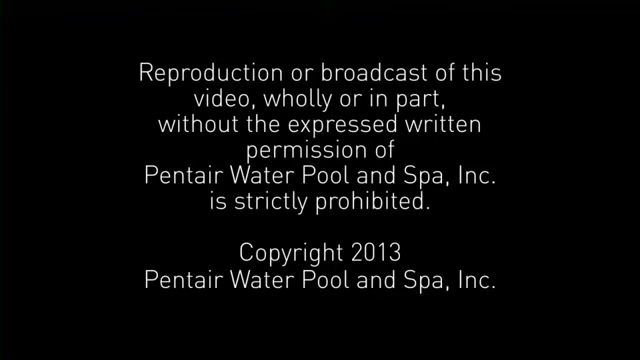 Reproduction or broadcast of this
video, wholly or in part,
without the expressed written
permission of
Pentair Water Pool and Spa, Inc.
is strictly prohibited.
Copyright 2013
Pentair Water Pool and Spa, Inc.